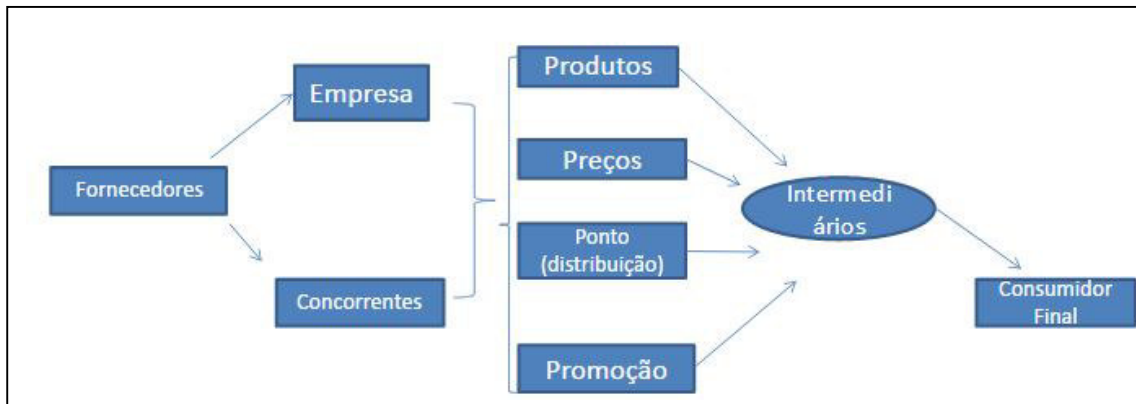 Fornecedores
Empresa
Concorrentes
Produtos
Preços
Ponto
(distribuição)
Promoção
Intermedi
ários
Consumidor
Final